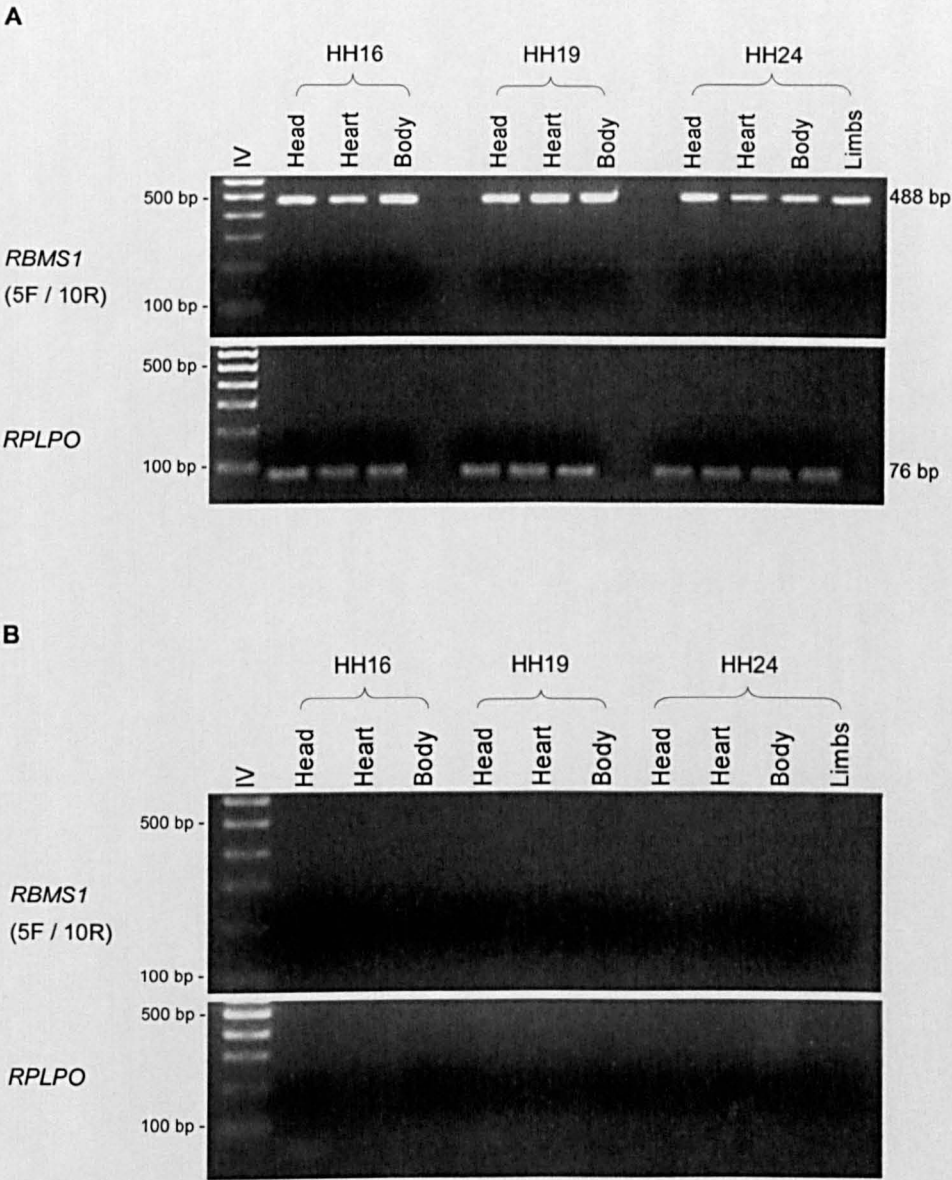 A
HH16 HH19 HH24
IV Head Heart Body Head Heart Body Head Heart Body Limbs
500 bp - 488 bp
RBMS1
(5F / 10R)
100 bp -
500 bp -
RPLPO
100 bp - 76 bp
B
HH16 HH19 HH24
IV Head Heart Body Head Heart Body Head Heart Body Limbs
500 bp -
RBMS1
(5F / 10R)
100 bp -
500 bp -
RPLPO
100 bp -